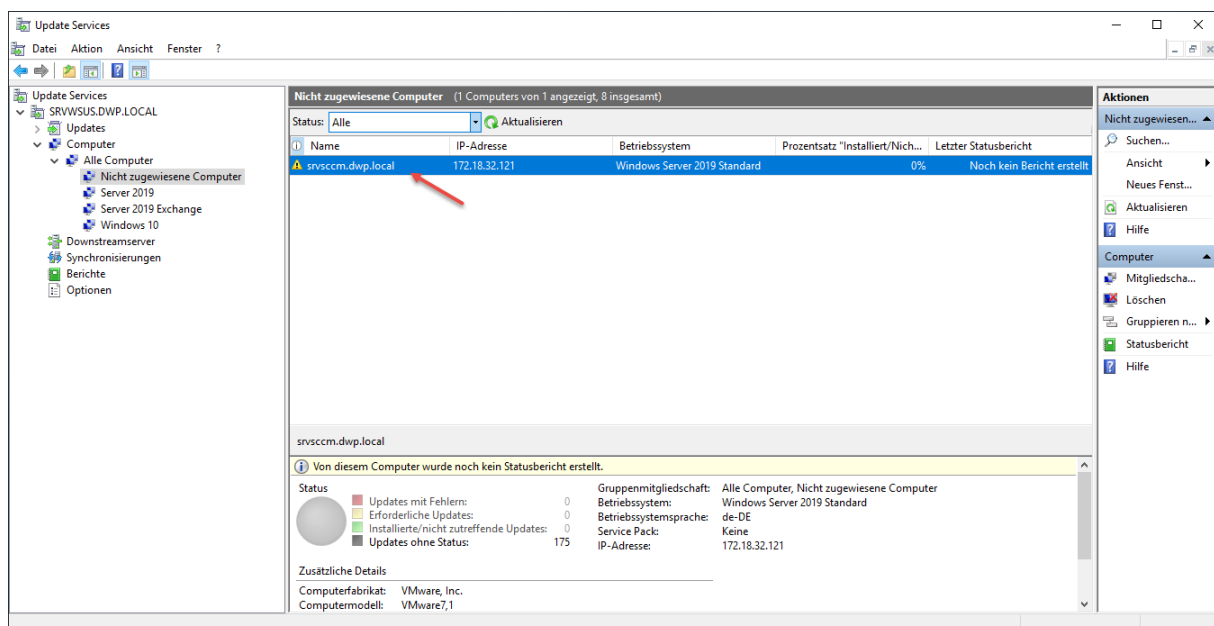 Update Services
Datei Aktion Ansicht Fenster ?
Update Services
SRVWSUS.DWP.LOCAL
Updates
Computer
Alle Computer
Nicht zugewiesene Computer
Server 2019
Server 2019 Exchange
Windows 10
Downstreamserver
Synchronisierungen
Berichte
Optionen
Nicht zugewiesene Computer (1 Computers von 1 angezeigt, 8 insgesamt)
Status: Alle Aktualisieren
Name IP-Adresse Betriebssystem Prozentsatz "Installiert/Nich... Letzter Statusbericht
srvsccm.dwp.local 172.18.32.121 Windows Server 2019 Standard 0% Noch kein Bericht erstellt
srvsccm.dwp.local
Von diesem Computer wurde noch kein Statusbericht erstellt.
Status
Updates mit Fehlern: 0
Erforderliche Updates: 0
Installierte/nicht zutreffende Updates: 0
Updates ohne Status: 175
Gruppenmitgliedschaft: Alle Computer, Nicht zugewiesene Computer
Betriebssystem: Windows Server 2019 Standard
Betriebssystemsprache: de-DE
Service Pack: Keine
IP-Adresse: 172.18.32.121
Zusätzliche Details
Computerfabrikat: VMware, Inc.
Computermodell: VMware7,1
Aktionen
Nicht zugewiesen...
Suchen...
Ansicht
Neues Fenst...
Aktualisieren
Hilfe
Computer
Mitgliedscha...
Löschen
Gruppieren n...
Statusbericht
Hilfe